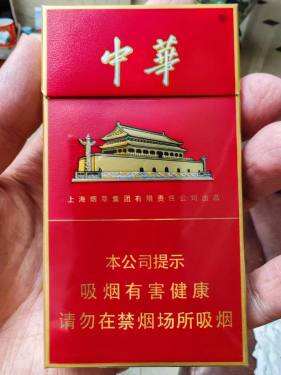 中華
上海烟草集团有限责任公司出品
本公司提示
吸烟有害健康
请勿在禁烟场所吸烟